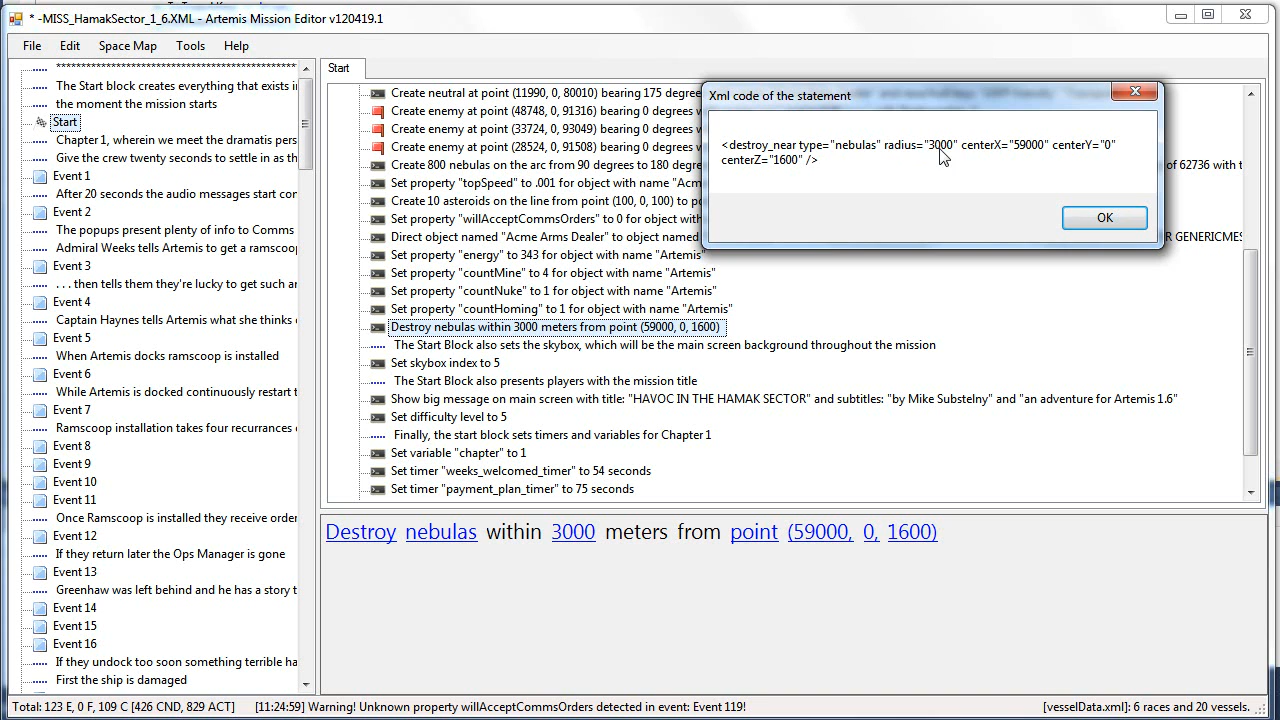 * -MISS_HamakSector_1_6.XML - Artemis Mission Editor v120419.1
File Edit Space Map Tools Help
****************************************************
The Start block creates everything that exists i
the moment the mission starts
Start
Chapter 1, wherein we meet the dramatis pers
Give the crew twenty seconds to settle in as th
Event 1
After 20 seconds the audio messages start con
Event 2
The popups present plenty of info to Comms
Admiral Weeks tells Artemis to get a ramscoop
Event 3
. . . then tells them they're lucky to get such ar
Event 4
Captain Haynes tells Artemis what she thinks
Event 5
When Artemis docks ramscoop is installed
Event 6
While Artemis is docked continuously restart t
Event 7
Ramscoop installation takes four recurrances
Event 8
Event 9
Event 10
Event 11
Once Ramscoop is installed they receive order
Event 12
If they return later the Ops Manager is gone
Event 13
Greenhaw was left behind and he has a story t
Event 14
Event 15
Event 16
If they undock too soon something terrible ha
First the ship is damaged
Start
Create neutral at point (11990, 0, 80010) bearing 175 degree
Create enemy at point (48748, 0, 91316) bearing 0 degrees w
Create enemy at point (33724, 0, 93049) bearing 0 degrees w
Create enemy at point (28524, 0, 91508) bearing 0 degrees w
Create 800 nebulas on the arc from 90 degrees to 180 degre
of 62736 with
Set property "topSpeed" to .001 for object with name "Acm
Create 10 asteroids on the line from point (100, 0, 100) to po
Set property "willAcceptCommsOrders" to 0 for object with
Direct object named "Acme Arms Dealer" to object named
R GENERICMES
Set property "energy" to 343 for object with name "Artemis"
Set property "countMine" to 4 for object with name "Artemis"
Set property "countNuke" to 1 for object with name "Artemis"
Set property "countHoming" to 1 for object with name "Artemis"
Destroy nebulas within 3000 meters from point (59000, 0, 1600)
The Start Block also sets the skybox, which will be the main screen background throughout the mission
Set skybox index to 5
The Start Block also presents players with the mission title
Show big message on main screen with title: "HAVOC IN THE HAMAK SECTOR" and subtitles: "by Mike Substelny" and "an adventure for Artemis 1.6"
Set difficulty level to 5
Finally, the start block sets timers and variables for Chapter 1
Set variable "chapter" to 1
Set timer "weeks_welcomed_timer" to 54 seconds
Set timer "payment_plan_timer" to 75 seconds
Xml code of the statement
<destroy_near type="nebulas" radius="3000" centerX="59000" centerY="0"
centerZ="1600" />
OK
Destroy nebulas within 3000 meters from point (59000, 0, 1600)
Total: 123 E, 0 F, 109 C [426 CND, 829 ACT] [11:24:59] Warning! Unknown property willAcceptCommsOrders detected in event: Event 119! [vesselData.xml]: 6 races and 20 vessels.